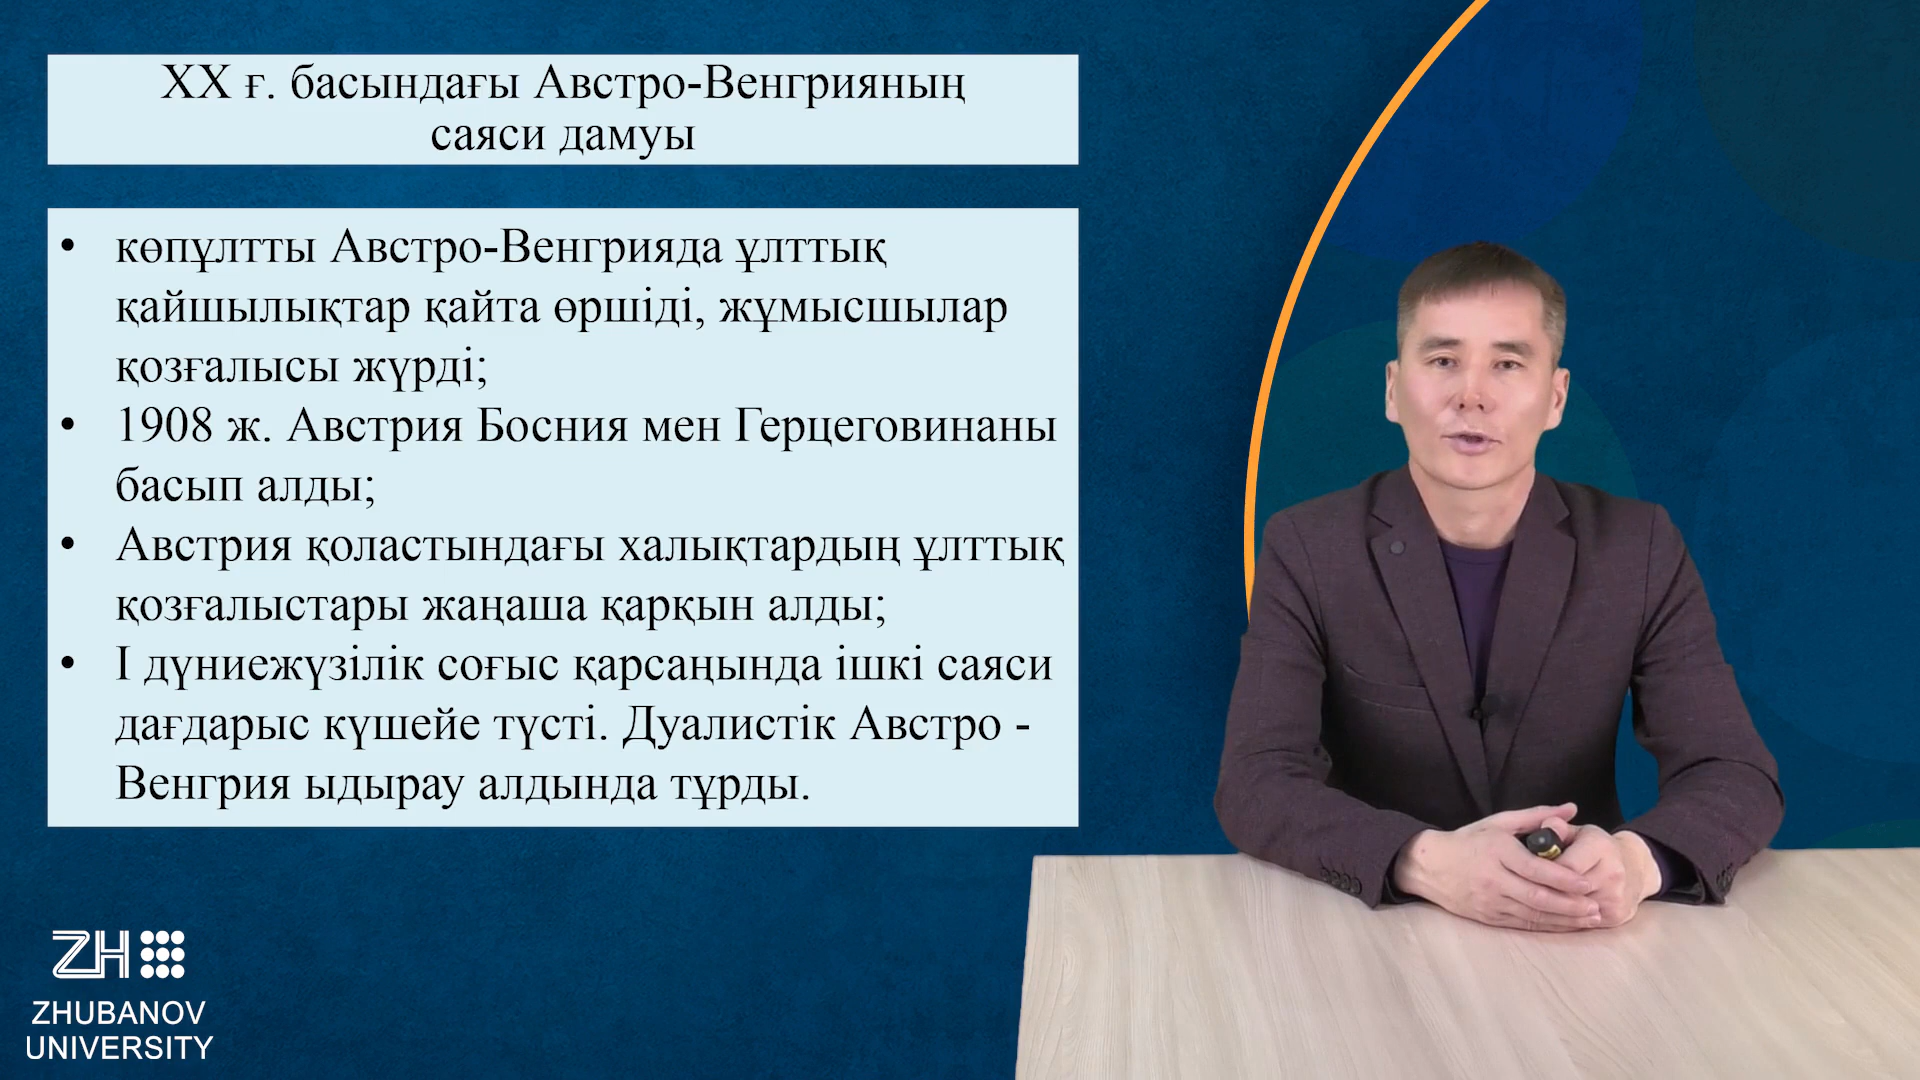 ХХ ғ. басындағы Австро-Венгрияның
саяси дамуы
• көпұлтты Австро-Венгрияда ұлттық
қайшылықтар қайта өршіді, жұмысшылар
қозғалысы жүрді;
• 1908 ж. Австрия Босния мен Герцеговинаны
басып алды;
• Австрия қоластындағы халықтардың ұлттық
қозғалыстары жаңаша қарқын алды;
• І дүниежүзілік соғыс қарсаңында ішкі саяси
дағдарыс күшейе түсті. Дуалистік Австро -
Венгрия ыдырау алдында тұрды.
ZH
ZHUBANOV
UNIVERSITY